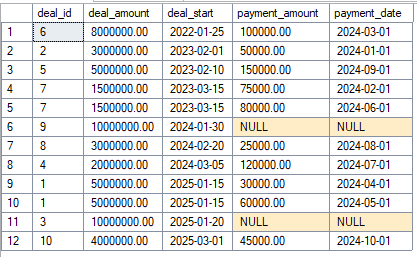 deal_id deal_amount deal_start payment_amount payment_date
1 6 8000000.00 2022-01-25 100000.00 2024-03-01
2 2 3000000.00 2023-02-01 50000.00 2024-01-01
3 5 5000000.00 2023-02-10 150000.00 2024-09-01
4 7 1500000.00 2023-03-15 75000.00 2024-02-01
5 7 1500000.00 2023-03-15 80000.00 2024-06-01
6 9 10000000.00 2024-01-30 NULL NULL
7 8 3000000.00 2024-02-20 25000.00 2024-08-01
8 4 2000000.00 2024-03-05 120000.00 2024-07-01
9 1 5000000.00 2025-01-15 30000.00 2024-04-01
10 1 5000000.00 2025-01-15 60000.00 2024-05-01
11 3 10000000.00 2025-01-20 NULL NULL
12 10 4000000.00 2025-03-01 45000.00 2024-10-01